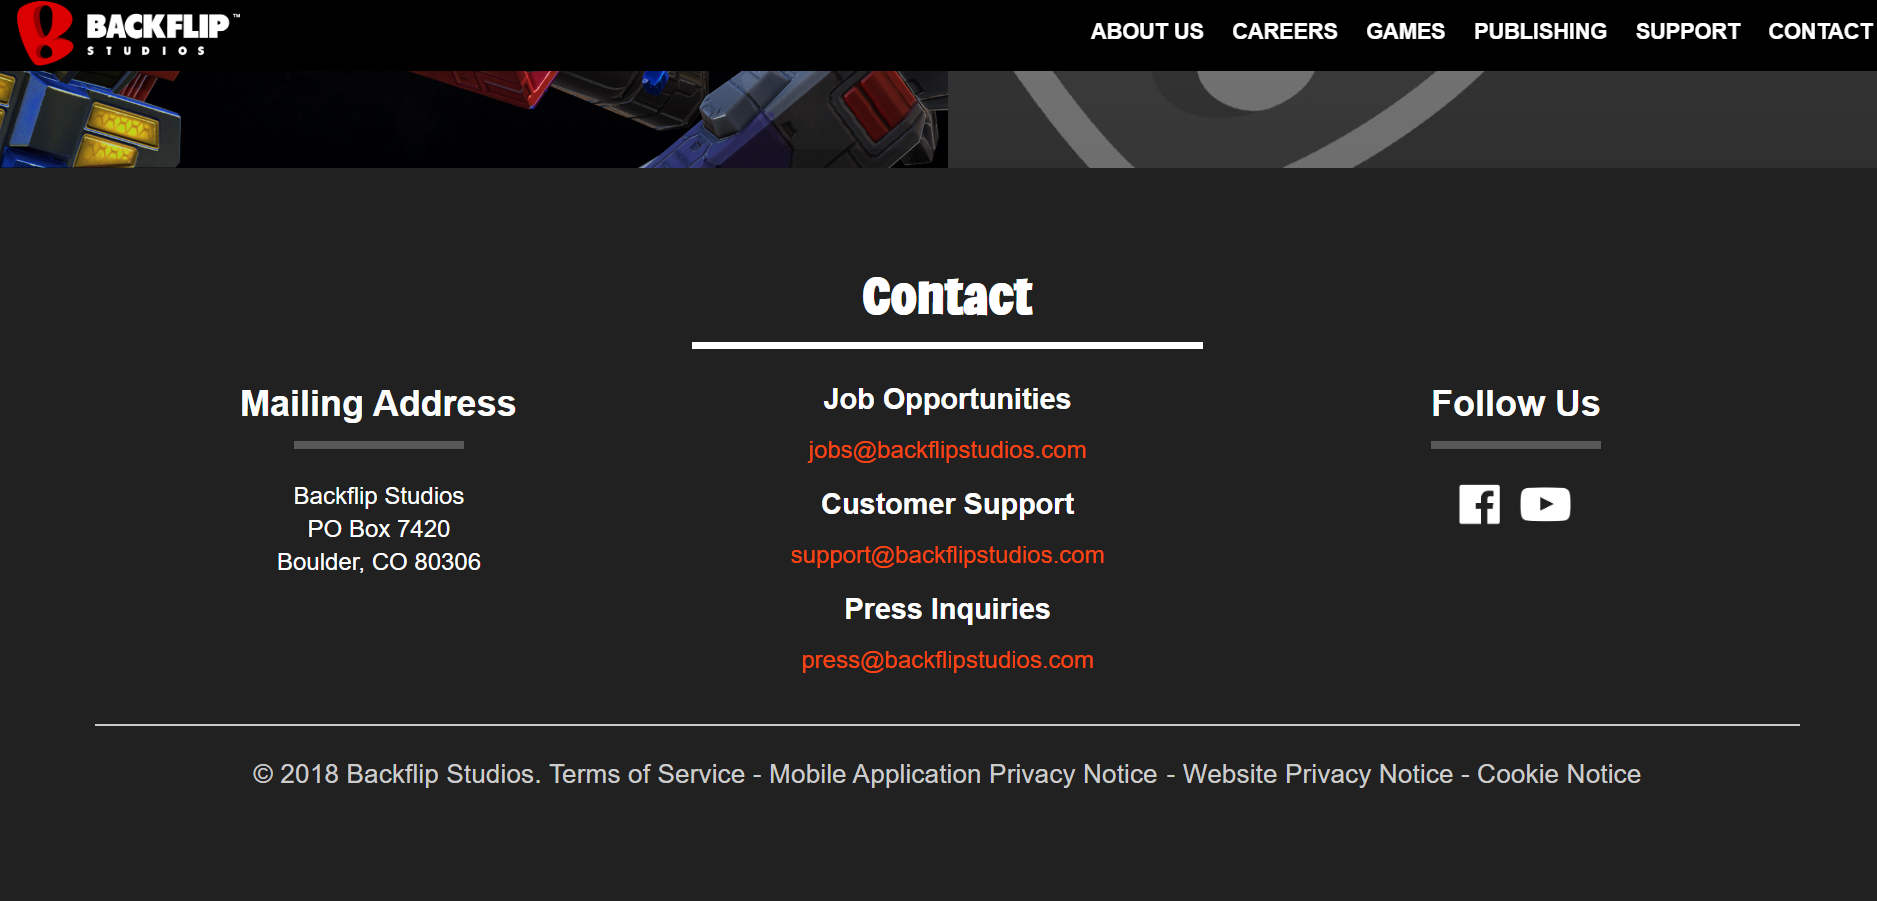 BACKFLIP™
STUDIOS
ABOUT US CAREERS GAMES PUBLISHING SUPPORT CONTACT
Contact
Mailing Address
Backflip Studios
PO Box 7420
Boulder, CO 80306
Job Opportunities
jobs@backflipstudios.com
Customer Support
support@backflipstudios.com
Press Inquiries
press@backflipstudios.com
Follow Us
© 2018 Backflip Studios. Terms of Service - Mobile Application Privacy Notice - Website Privacy Notice - Cookie Notice